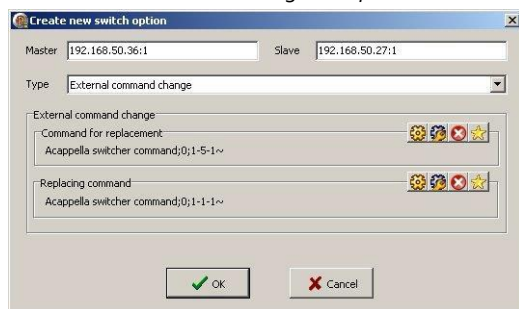 Create new switch option
Master 192.168.50.36:1 Slave 192.168.50.27:1
Type External command change
External command change
Command for replacement
Acappella switcher command;0;1-5-1~
Replacing command
Acappella switcher command;0;1-1-1~
OK Cancel